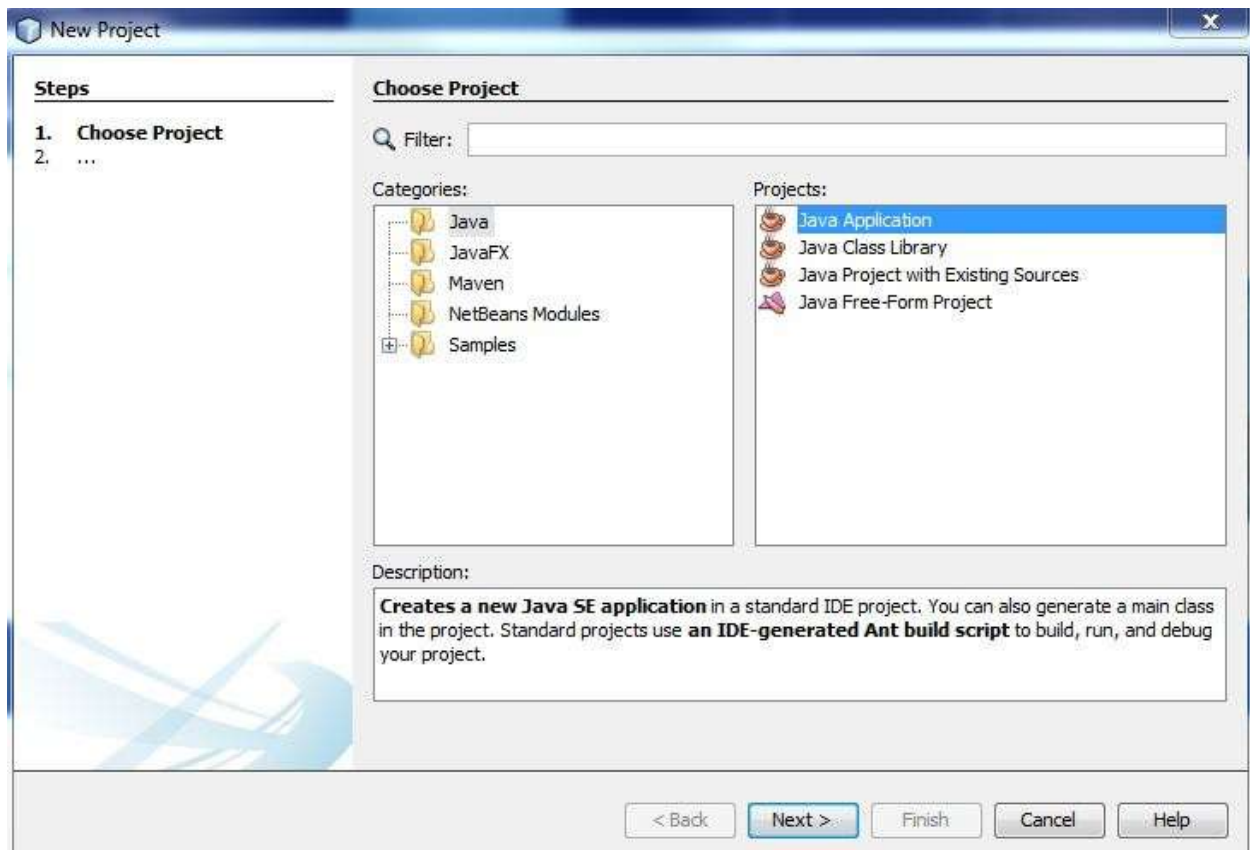 New Project
Steps
1. Choose Project
2. ...
Choose Project
Filter:
Categories:
Java
JavaFX
Maven
NetBeans Modules
Samples
Projects:
Java Application
Java Class Library
Java Project with Existing Sources
Java Free-Form Project
Description:
Creates a new Java SE application in a standard IDE project. You can also generate a main class
in the project. Standard projects use an IDE-generated Ant build script to build, run, and debug
your project.
< Back
Next >
Finish
Cancel
Help